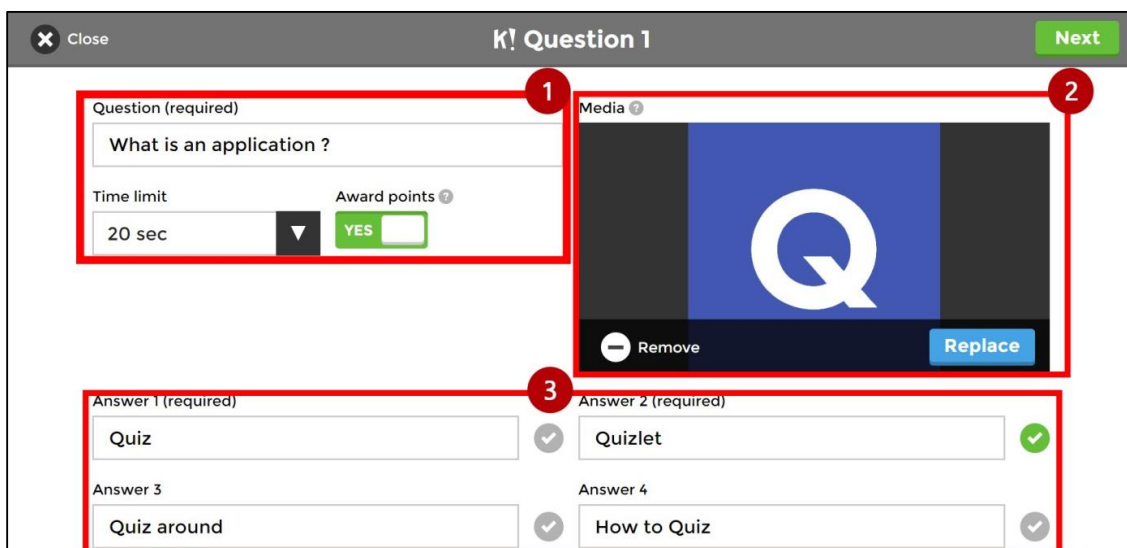 Close
K! Question 1
Next
1
Question (required)
What is an application ?
Time limit
Award points ?
20 sec
YES
2
Media ?
Q
Remove
Replace
3
Answer 1 (required)
Answer 2 (required)
Quiz
Quizlet
Answer 3
Answer 4
Quiz around
How to Quiz